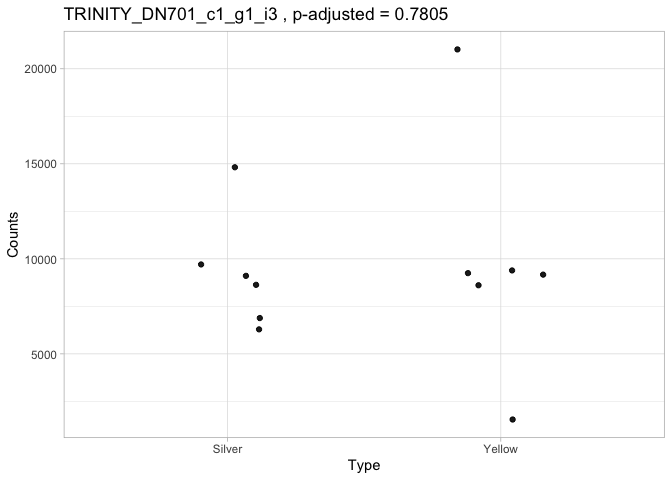 TRINITY_DN701_c1_g1_i3 , p-adjusted = 0.7805
20000
15000
10000
5000
Counts
Silver
Yellow
Type